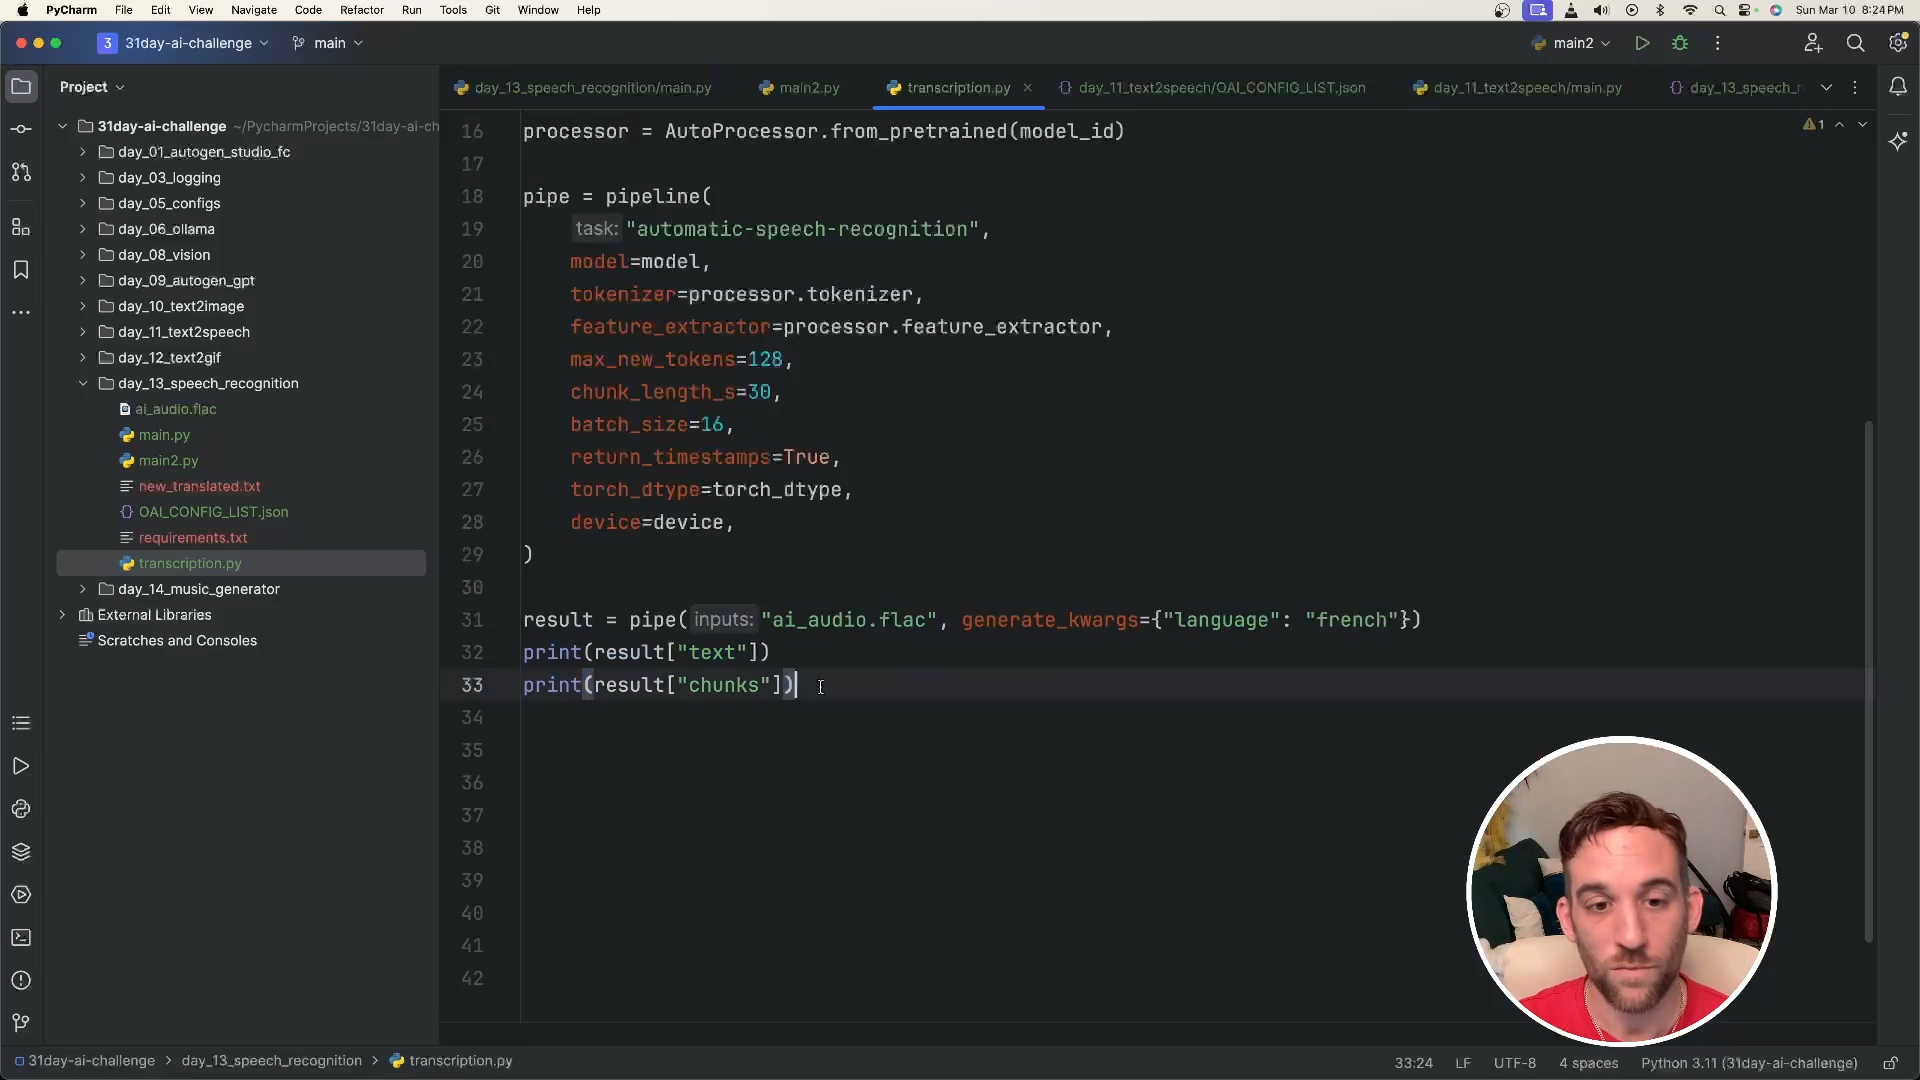 PyCharm File Edit View Navigate Code Refactor Run Tools Git Window Help Sun Mar 10 8:24 PM
3 31day-ai-challenge main main2
Project
day_13_speech_recognition/main.py main2.py transcription.py day_11_text2speech/OAI_CONFIG_LIST.json day_11_text2speech/main.py day_13_speech_r
31day-ai-challenge ~/PycharmProjects/31day-ai-ch
day_01_autogen_studio_fc
day_03_logging
day_05_configs
day_06_ollama
day_08_vision
day_09_autogen_gpt
day_10_text2image
day_11_text2speech
day_12_text2gif
day_13_speech_recognition
ai_audio.flac
main.py
main2.py
new_translated.txt
OAI_CONFIG_LIST.json
requirements.txt
transcription.py
day_14_music_generator
External Libraries
Scratches and Consoles
1
16 processor = AutoProcessor.from_pretrained(model_id)
17
18 pipe = pipeline(
19 task: "automatic-speech-recognition",
20 model=model,
21 tokenizer=processor.tokenizer,
22 feature_extractor=processor.feature_extractor,
23 max_new_tokens=128,
24 chunk_length_s=30,
25 batch_size=16,
26 return_timestamps=True,
27 torch_dtype=torch_dtype,
28 device=device,
29 )
30
31 result = pipe( inputs: "ai_audio.flac", generate_kwargs={"language": "french"})
32 print(result["text"])
33 print(result["chunks"])
34
35
36
37
38
39
40
41
42
31day-ai-challenge > day_13_speech_recognition > transcription.py 33:24 LF UTF-8 4 spaces Python 3.11 (31day-ai-challenge)